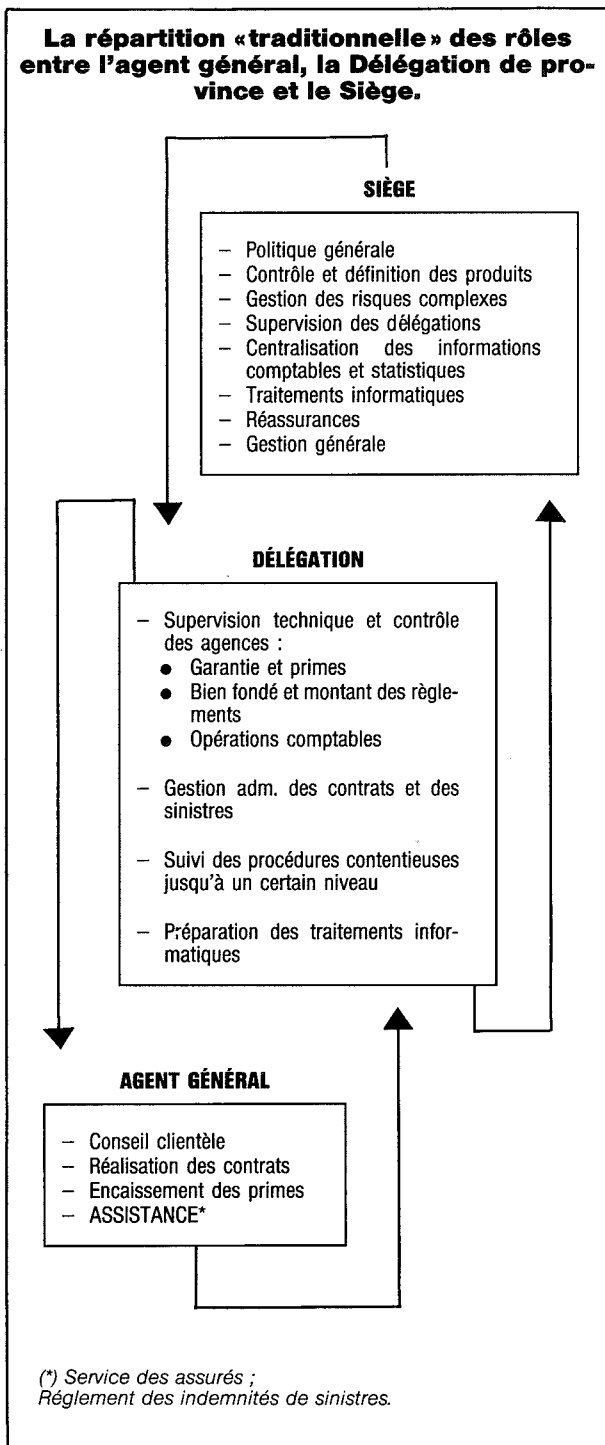 La répartition «traditionnelle» des rôles
entre l'agent général, la Délégation de pro-
vince et le Siège.
SIÈGE
– Politique générale
– Contrôle et définition des produits
– Gestion des risques complexes
– Supervision des délégations
– Centralisation des informations
comptables et statistiques
– Traitements informatiques
– Réassurances
– Gestion générale
DÉLÉGATION
– Supervision technique et contrôle
des agences :
● Garantie et primes
● Bien fondé et montant des règle-
ments
● Opérations comptables
– Gestion adm. des contrats et des
sinistres
– Suivi des procédures contentieuses
jusqu'à un certain niveau
– Préparation des traitements infor-
matiques
AGENT GÉNÉRAL
– Conseil clientèle
– Réalisation des contrats
– Encaissement des primes
– ASSISTANCE*
(*) Service des assurés ;
Réglement des indemnités de sinistres.